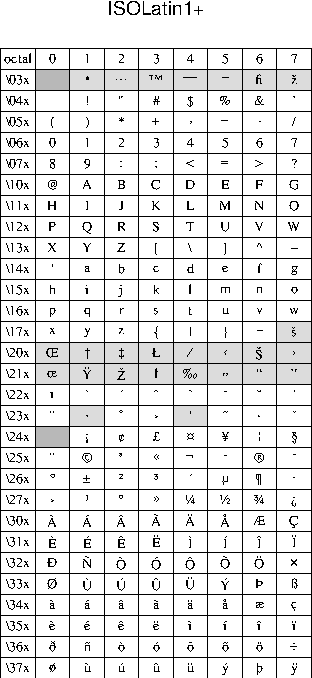 ISOLatin1+
octal 0 1 2 3 4 5 6 7
\03x • … ™ — – fi ž
\04x ! " # $ % & '
\05x ( ) * + , - . /
\06x 0 1 2 3 4 5 6 7
\07x 8 9 : ; < = > ?
\10x @ A B C D E F G
\11x H I J K L M N O
\12x P Q R S T U V W
\13x X Y Z [ \ ] ^ _
\14x ‘ a b c d e f g
\15x h i j k l m n o
\16x p q r s t u v w
\17x x y z { | } ~ š
\20x Œ † ‡ Ł ⁄ ‹ Š ›
\21x œ Ÿ Ž ł ‰ „ “ ”
\22x ı ` ´ ˆ ˜ ¯ ˘ ˙
\23x ¨ ‚ ˚ ¸ ' ˝ ˛ ˇ
\24x ¡ ¢ £ ¤ ¥ ¦ §
\25x ¨ © ª « ¬ - ® ¯
\26x ° ± ² ³ ´ µ ¶ ·
\27x ¸ ¹ º » ¼ ½ ¾ ¿
\30x À Á Â Ã Ä Å Æ Ç
\31x È É Ê Ë Ì Í Î Ï
\32x Ð Ñ Ò Ó Ô Õ Ö ×
\33x Ø Ù Ú Û Ü Ý Þ ß
\34x à á â ã ä å æ ç
\35x è é ê ë ì í î ï
\36x ð ñ ò ó ô õ ö ÷
\37x ø ù ú û ü ý þ ÿ